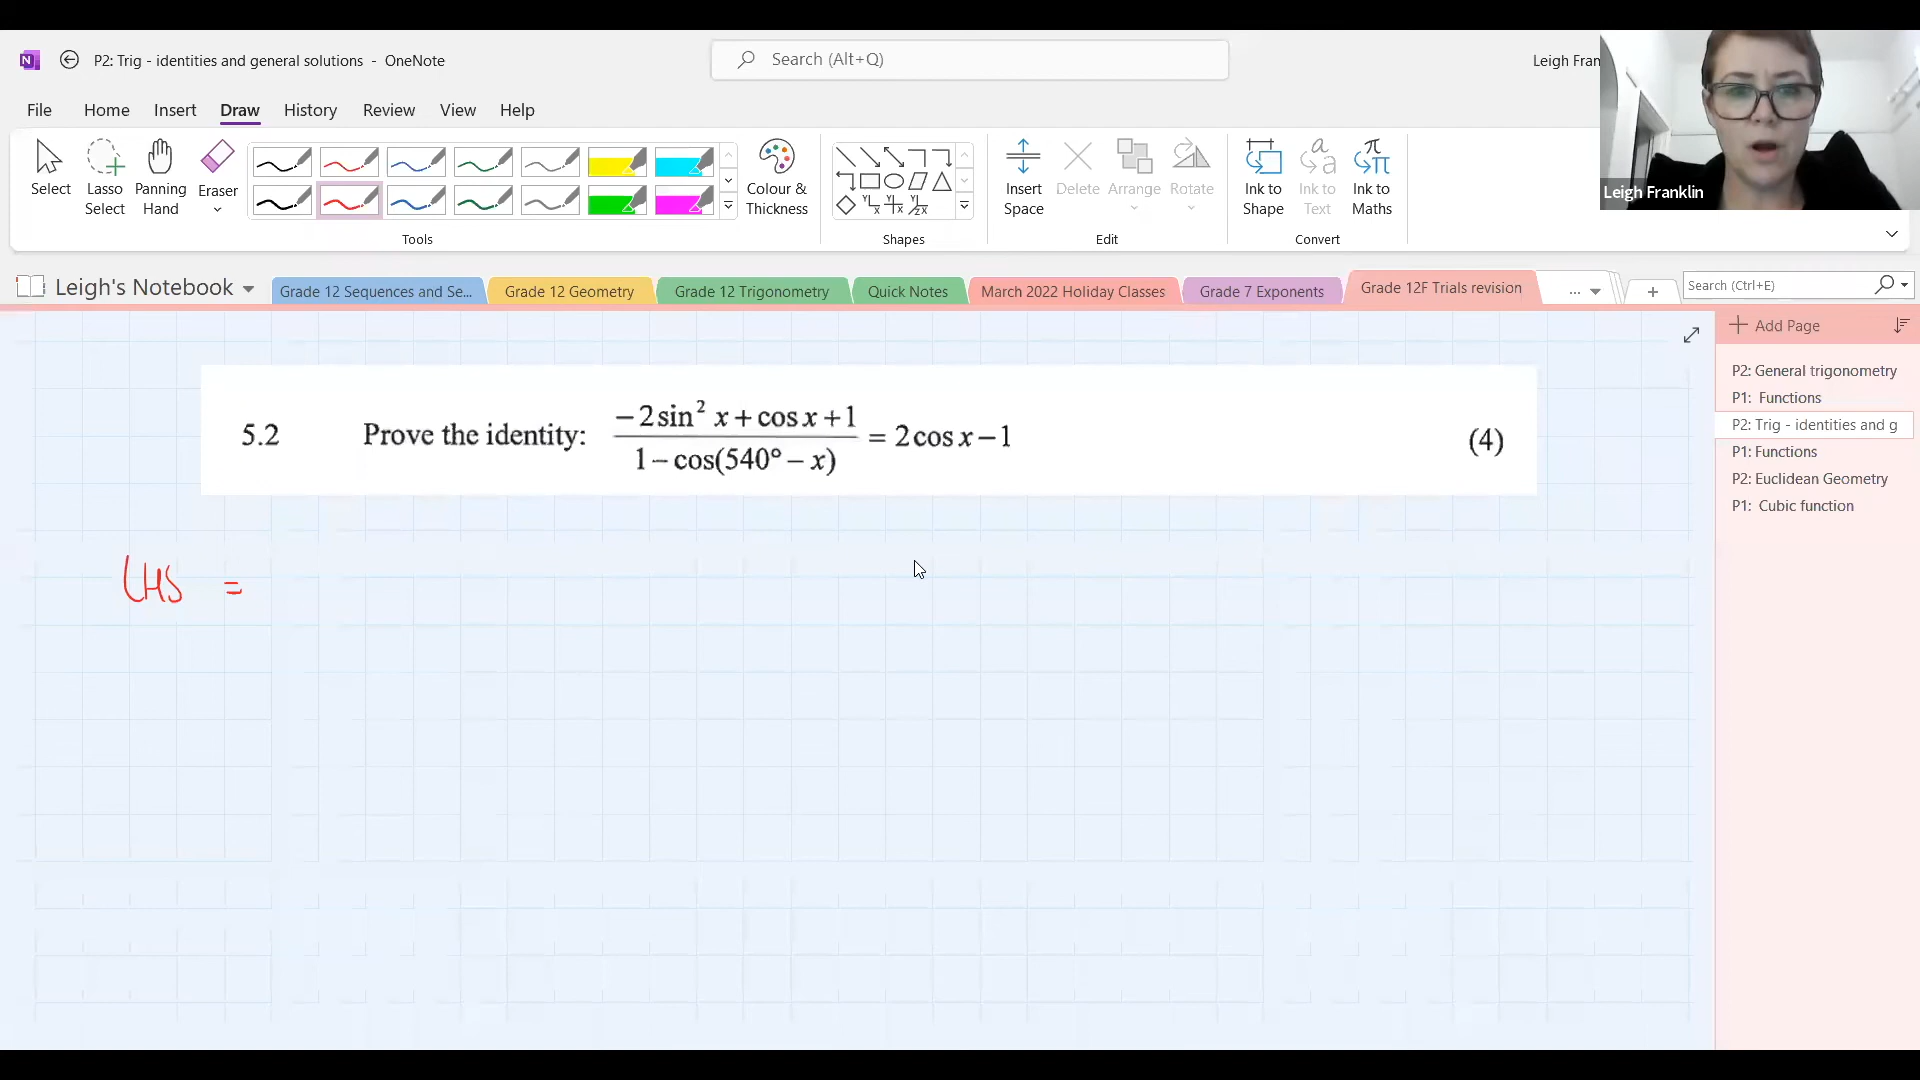 P2: Trig - identities and general solutions - OneNote
Search (Alt+Q)
Leigh Fran
File Home Insert Draw History Review View Help
Select
Lasso Select
Panning Hand
Eraser
Colour & Thickness
Insert Space
Delete
Arrange
Rotate
Ink to Shape
Ink to Text
Ink to Maths
Leigh Franklin
Tools Shapes Edit Convert
Leigh's Notebook
Grade 12 Sequences and Se...
Grade 12 Geometry
Grade 12 Trigonometry
Quick Notes
March 2022 Holiday Classes
Grade 7 Exponents
Grade 12F Trials revision
...
Search (Ctrl+E)
Add Page
P2: General trigonometry
P1: Functions
P2: Trig - identities and g
P1: Functions
P2: Euclidean Geometry
P1: Cubic function
5.2 Prove the identity: (−2sin² x + cos x + 1)/(1 − cos(540° − x)) = 2cos x − 1 (4)
LHS =